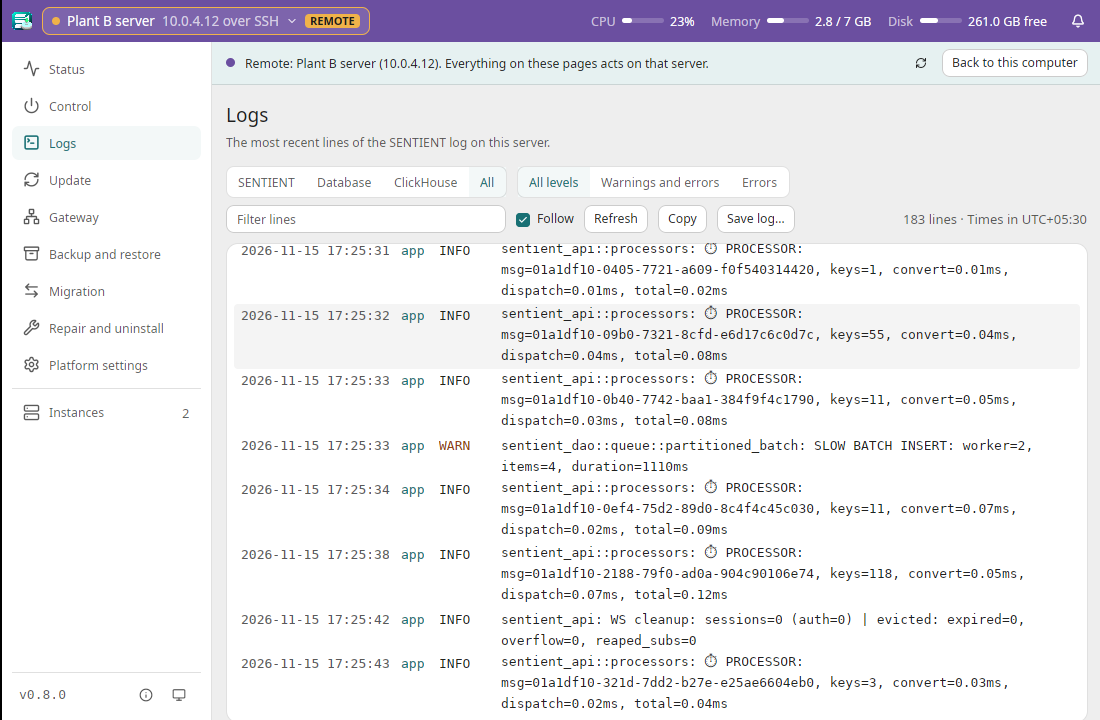 Plant B server 10.0.4.12 over SSH REMOTE CPU 23% Memory 2.8 / 7 GB Disk 261.0 GB free
Status
Control
Logs
Update
Gateway
Backup and restore
Migration
Repair and uninstall
Platform settings
Instances 2
v0.8.0
Remote: Plant B server (10.0.4.12). Everything on these pages acts on that server. Back to this computer
Logs
The most recent lines of the SENTIENT log on this server.
SENTIENT Database ClickHouse All All levels Warnings and errors Errors
Filter lines Follow Refresh Copy Save log... 183 lines · Times in UTC+05:30
2026-11-15 17:25:31 app INFO sentient_api::processors: ⏱ PROCESSOR:
msg=01a1df10-0405-7721-a609-f0f540314420, keys=1, convert=0.01ms,
dispatch=0.01ms, total=0.02ms
2026-11-15 17:25:32 app INFO sentient_api::processors: ⏱ PROCESSOR:
msg=01a1df10-09b0-7321-8cfd-e6d17c6c0d7c, keys=55, convert=0.04ms,
dispatch=0.04ms, total=0.08ms
2026-11-15 17:25:33 app INFO sentient_api::processors: ⏱ PROCESSOR:
msg=01a1df10-0b40-7742-baa1-384f9f4c1790, keys=11, convert=0.05ms,
dispatch=0.03ms, total=0.08ms
2026-11-15 17:25:33 app WARN sentient_dao::queue::partitioned_batch: SLOW BATCH INSERT: worker=2,
items=4, duration=1110ms
2026-11-15 17:25:34 app INFO sentient_api::processors: ⏱ PROCESSOR:
msg=01a1df10-0ef4-75d2-89d0-8c4f4c45c030, keys=11, convert=0.07ms,
dispatch=0.02ms, total=0.09ms
2026-11-15 17:25:38 app INFO sentient_api::processors: ⏱ PROCESSOR:
msg=01a1df10-2188-79f0-ad0a-904c90106e74, keys=118, convert=0.05ms,
dispatch=0.07ms, total=0.12ms
2026-11-15 17:25:42 app INFO sentient_api: WS cleanup: sessions=0 (auth=0) | evicted: expired=0,
overflow=0, reaped_subs=0
2026-11-15 17:25:43 app INFO sentient_api::processors: ⏱ PROCESSOR:
msg=01a1df10-321d-7dd2-b27e-e25ae6604eb0, keys=3, convert=0.03ms,
dispatch=0.02ms, total=0.04ms